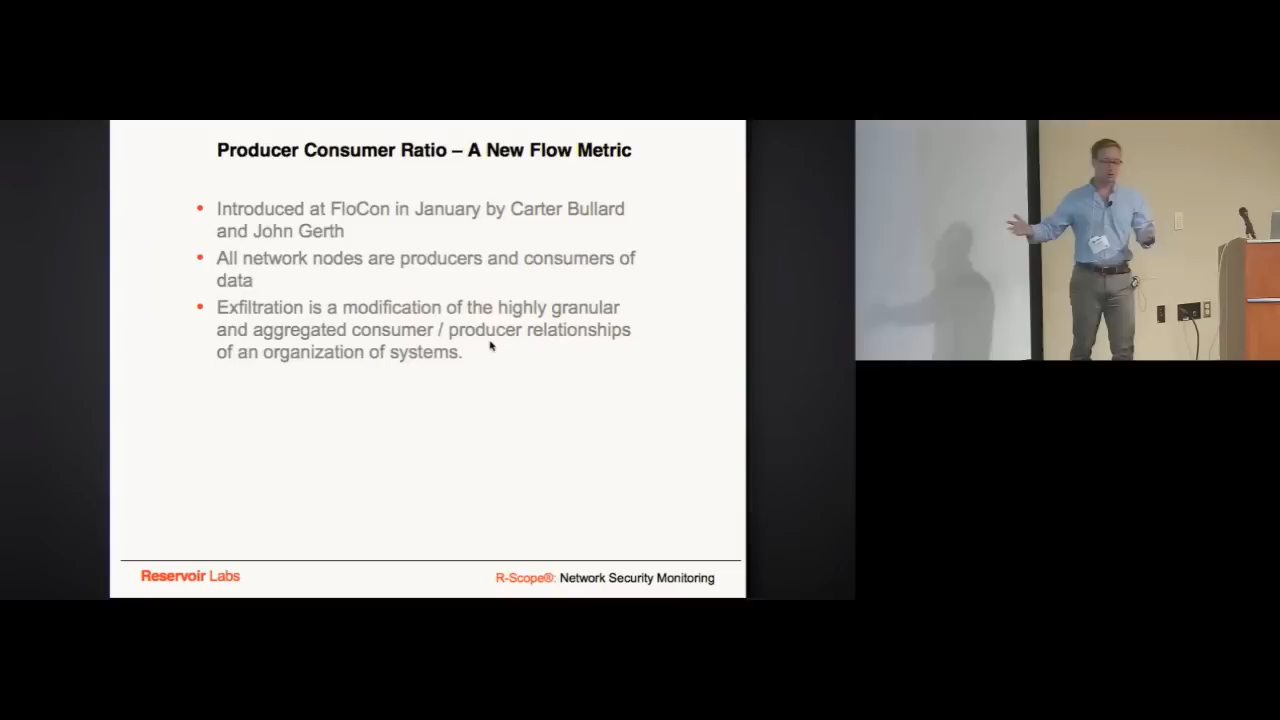 Producer Consumer Ratio – A New Flow Metric
• Introduced at FloCon in January by Carter Bullard
and John Gerth
• All network nodes are producers and consumers of
data
• Exfiltration is a modification of the highly granular
and aggregated consumer / producer relationships
of an organization of systems.
Reservoir Labs
R-Scope®: Network Security Monitoring